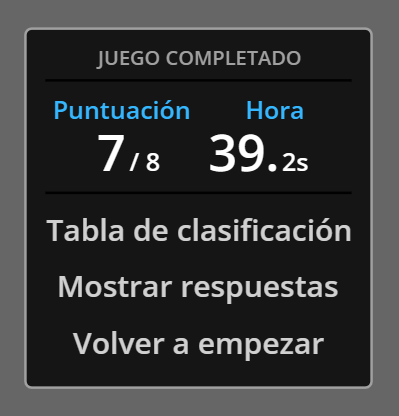 JUEGO COMPLETADO
Puntuación Hora
7 / 8 39.2s
Tabla de clasificación
Mostrar respuestas
Volver a empezar